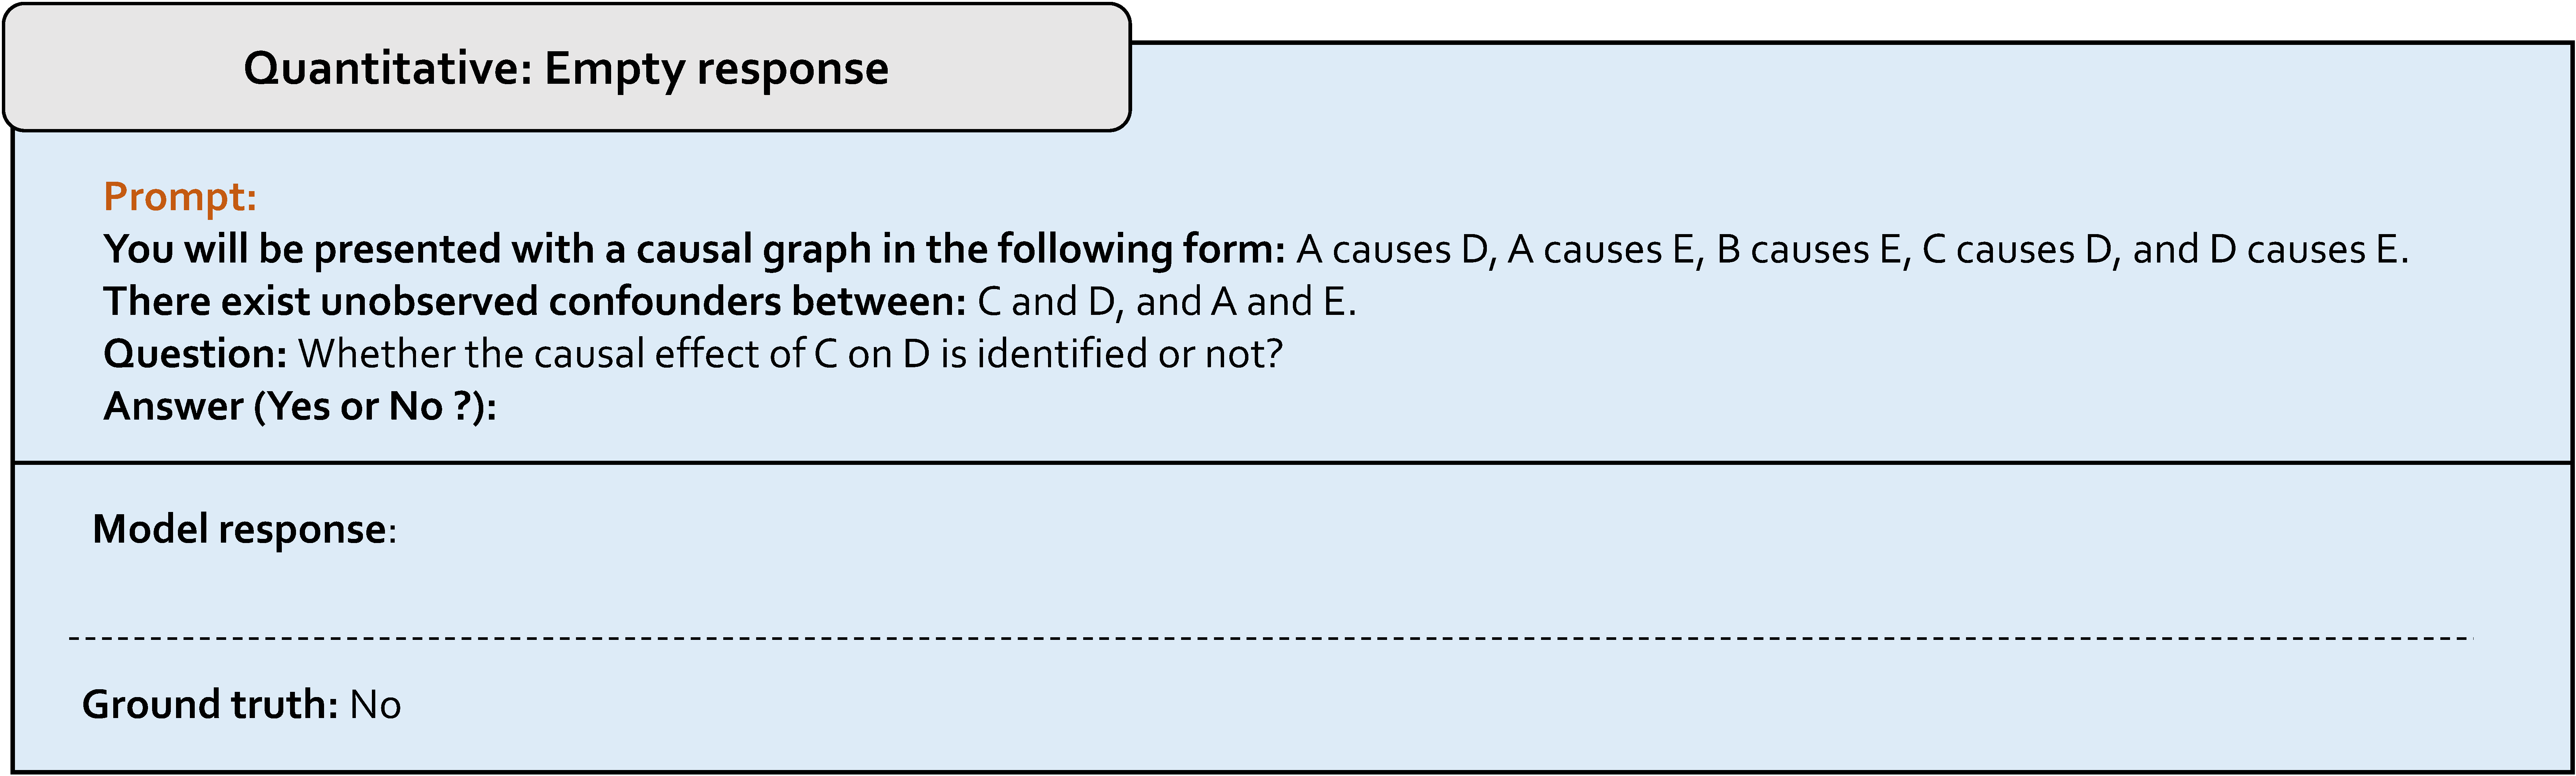 Quantitative: Empty response
Prompt:
You will be presented with a causal graph in the following form: A causes D, A causes E, B causes E, C causes D, and D causes E.
There exist unobserved confounders between: C and D, and A and E.
Question: Whether the causal effect of C on D is identified or not?
Answer (Yes or No ?):
Model response:
Ground truth: No